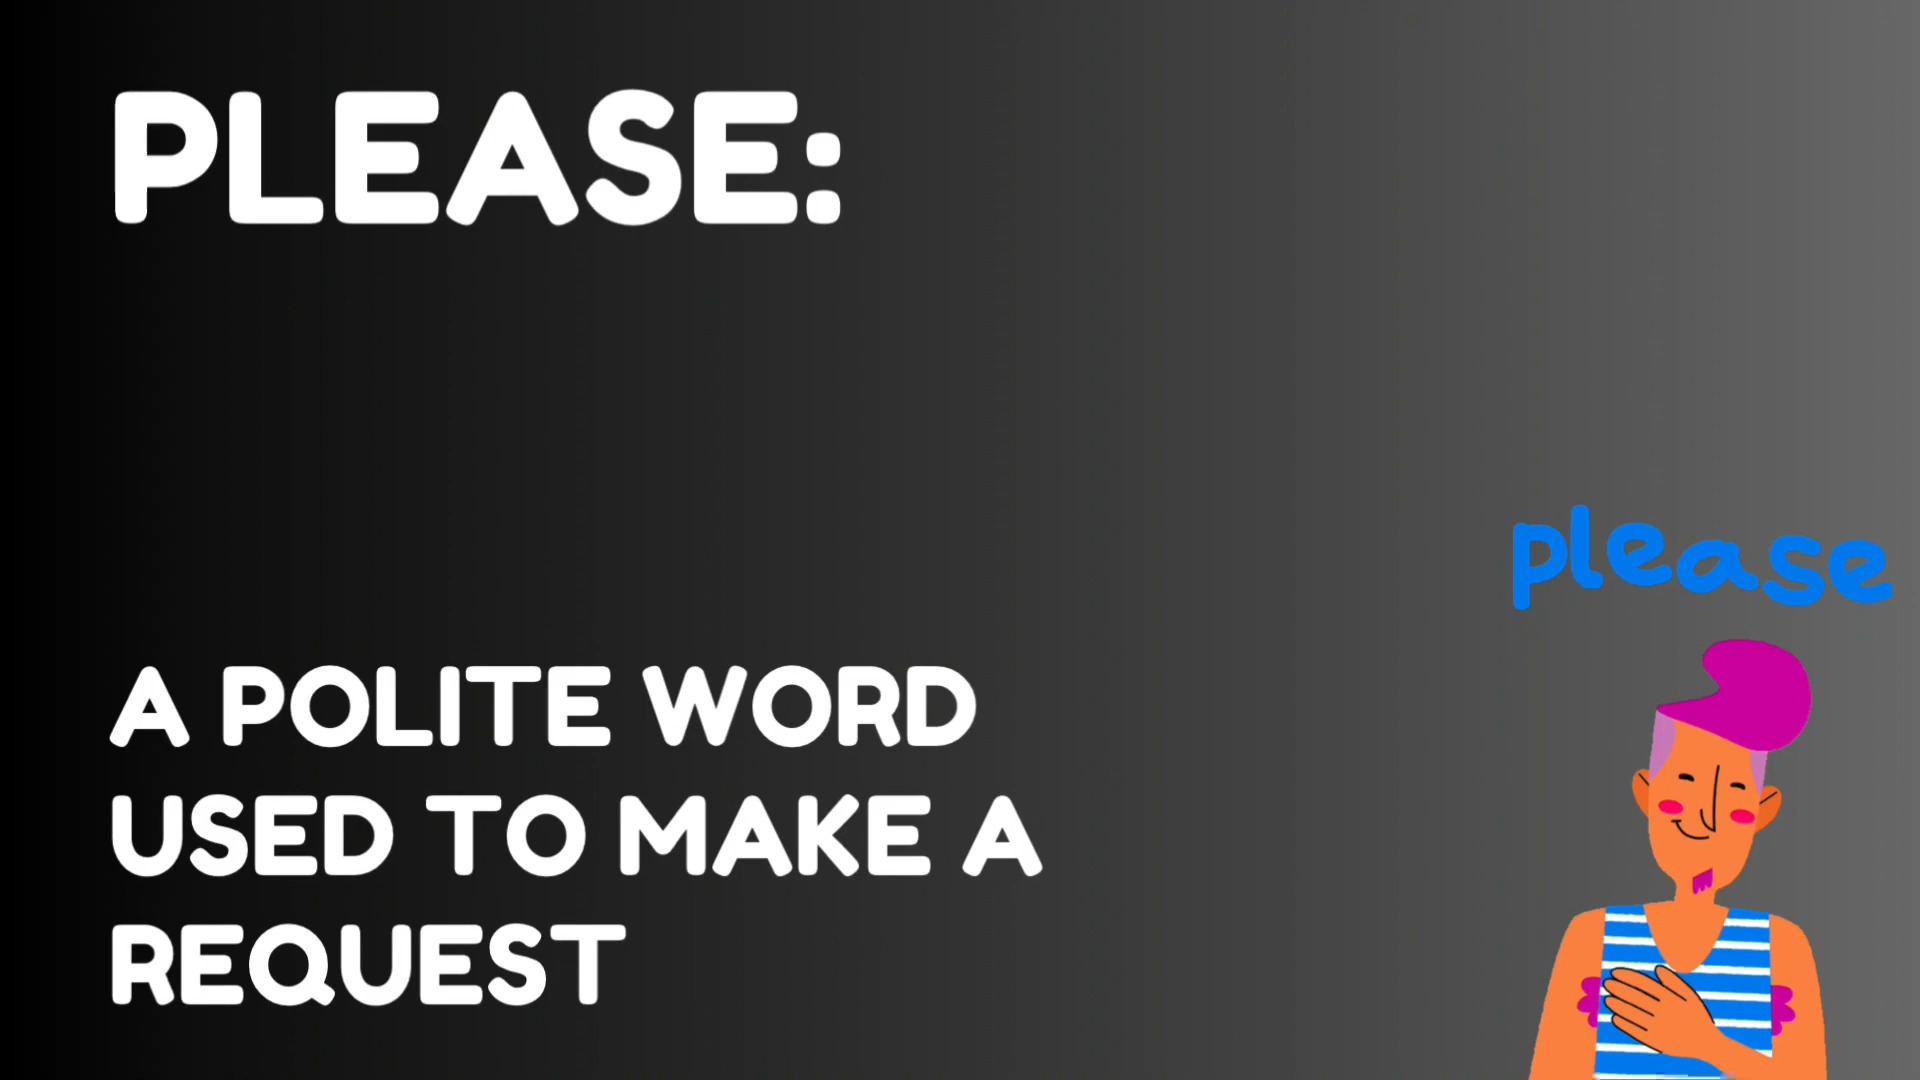 PLEASE:
please
A POLITE WORD
USED TO MAKE A
REQUEST